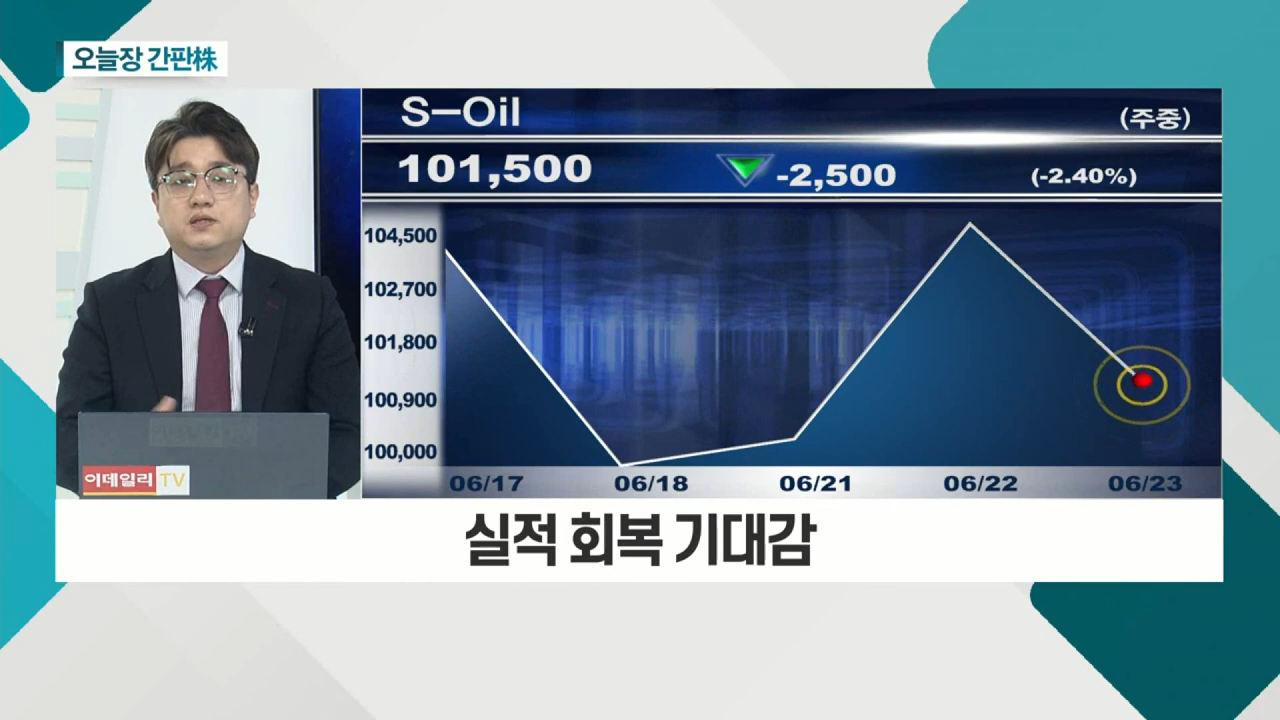 오늘장 간판株
S-Oil
(주중)
101,500
-2,500
(-2.40%)
104,500
102,700
101,800
100,900
100,000
06/17
06/18
06/21
06/22
06/23
이데일리 TV
실적 회복 기대감